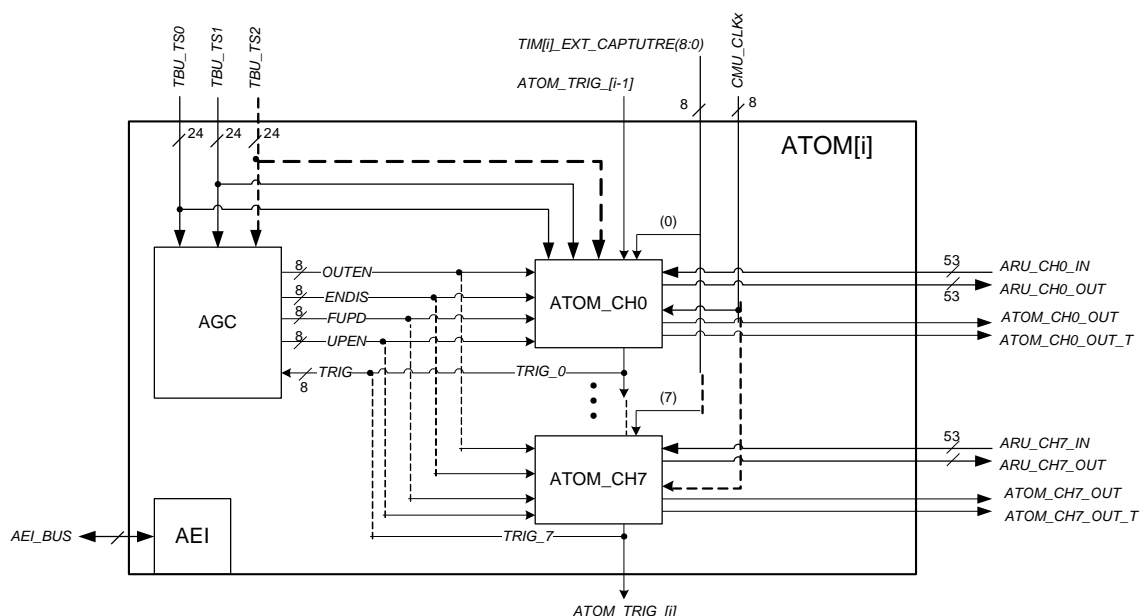 TBU_TS0
TBU_TS1
TBU_TS2
TIM[i]_EXT_CAPTUTRE(8:0)
CMU_CLKx
ATOM_TRIG_[i-1]
8
8
24
24
24
ATOM[i]
(0)
8
OUTEN
53
ARU_CH0_IN
8
ENDIS
ATOM_CH0
53
ARU_CH0_OUT
AGC
8
FUPD
ATOM_CH0_OUT
8
UPEN
ATOM_CH0_OUT_T
TRIG
TRIG_0
8
(7)
53
ARU_CH7_IN
ATOM_CH7
ARU_CH7_OUT
ATOM_CH7_OUT
ATOM_CH7_OUT_T
AEI_BUS
AEI
TRIG_7
ATOM_TRIG_[i]